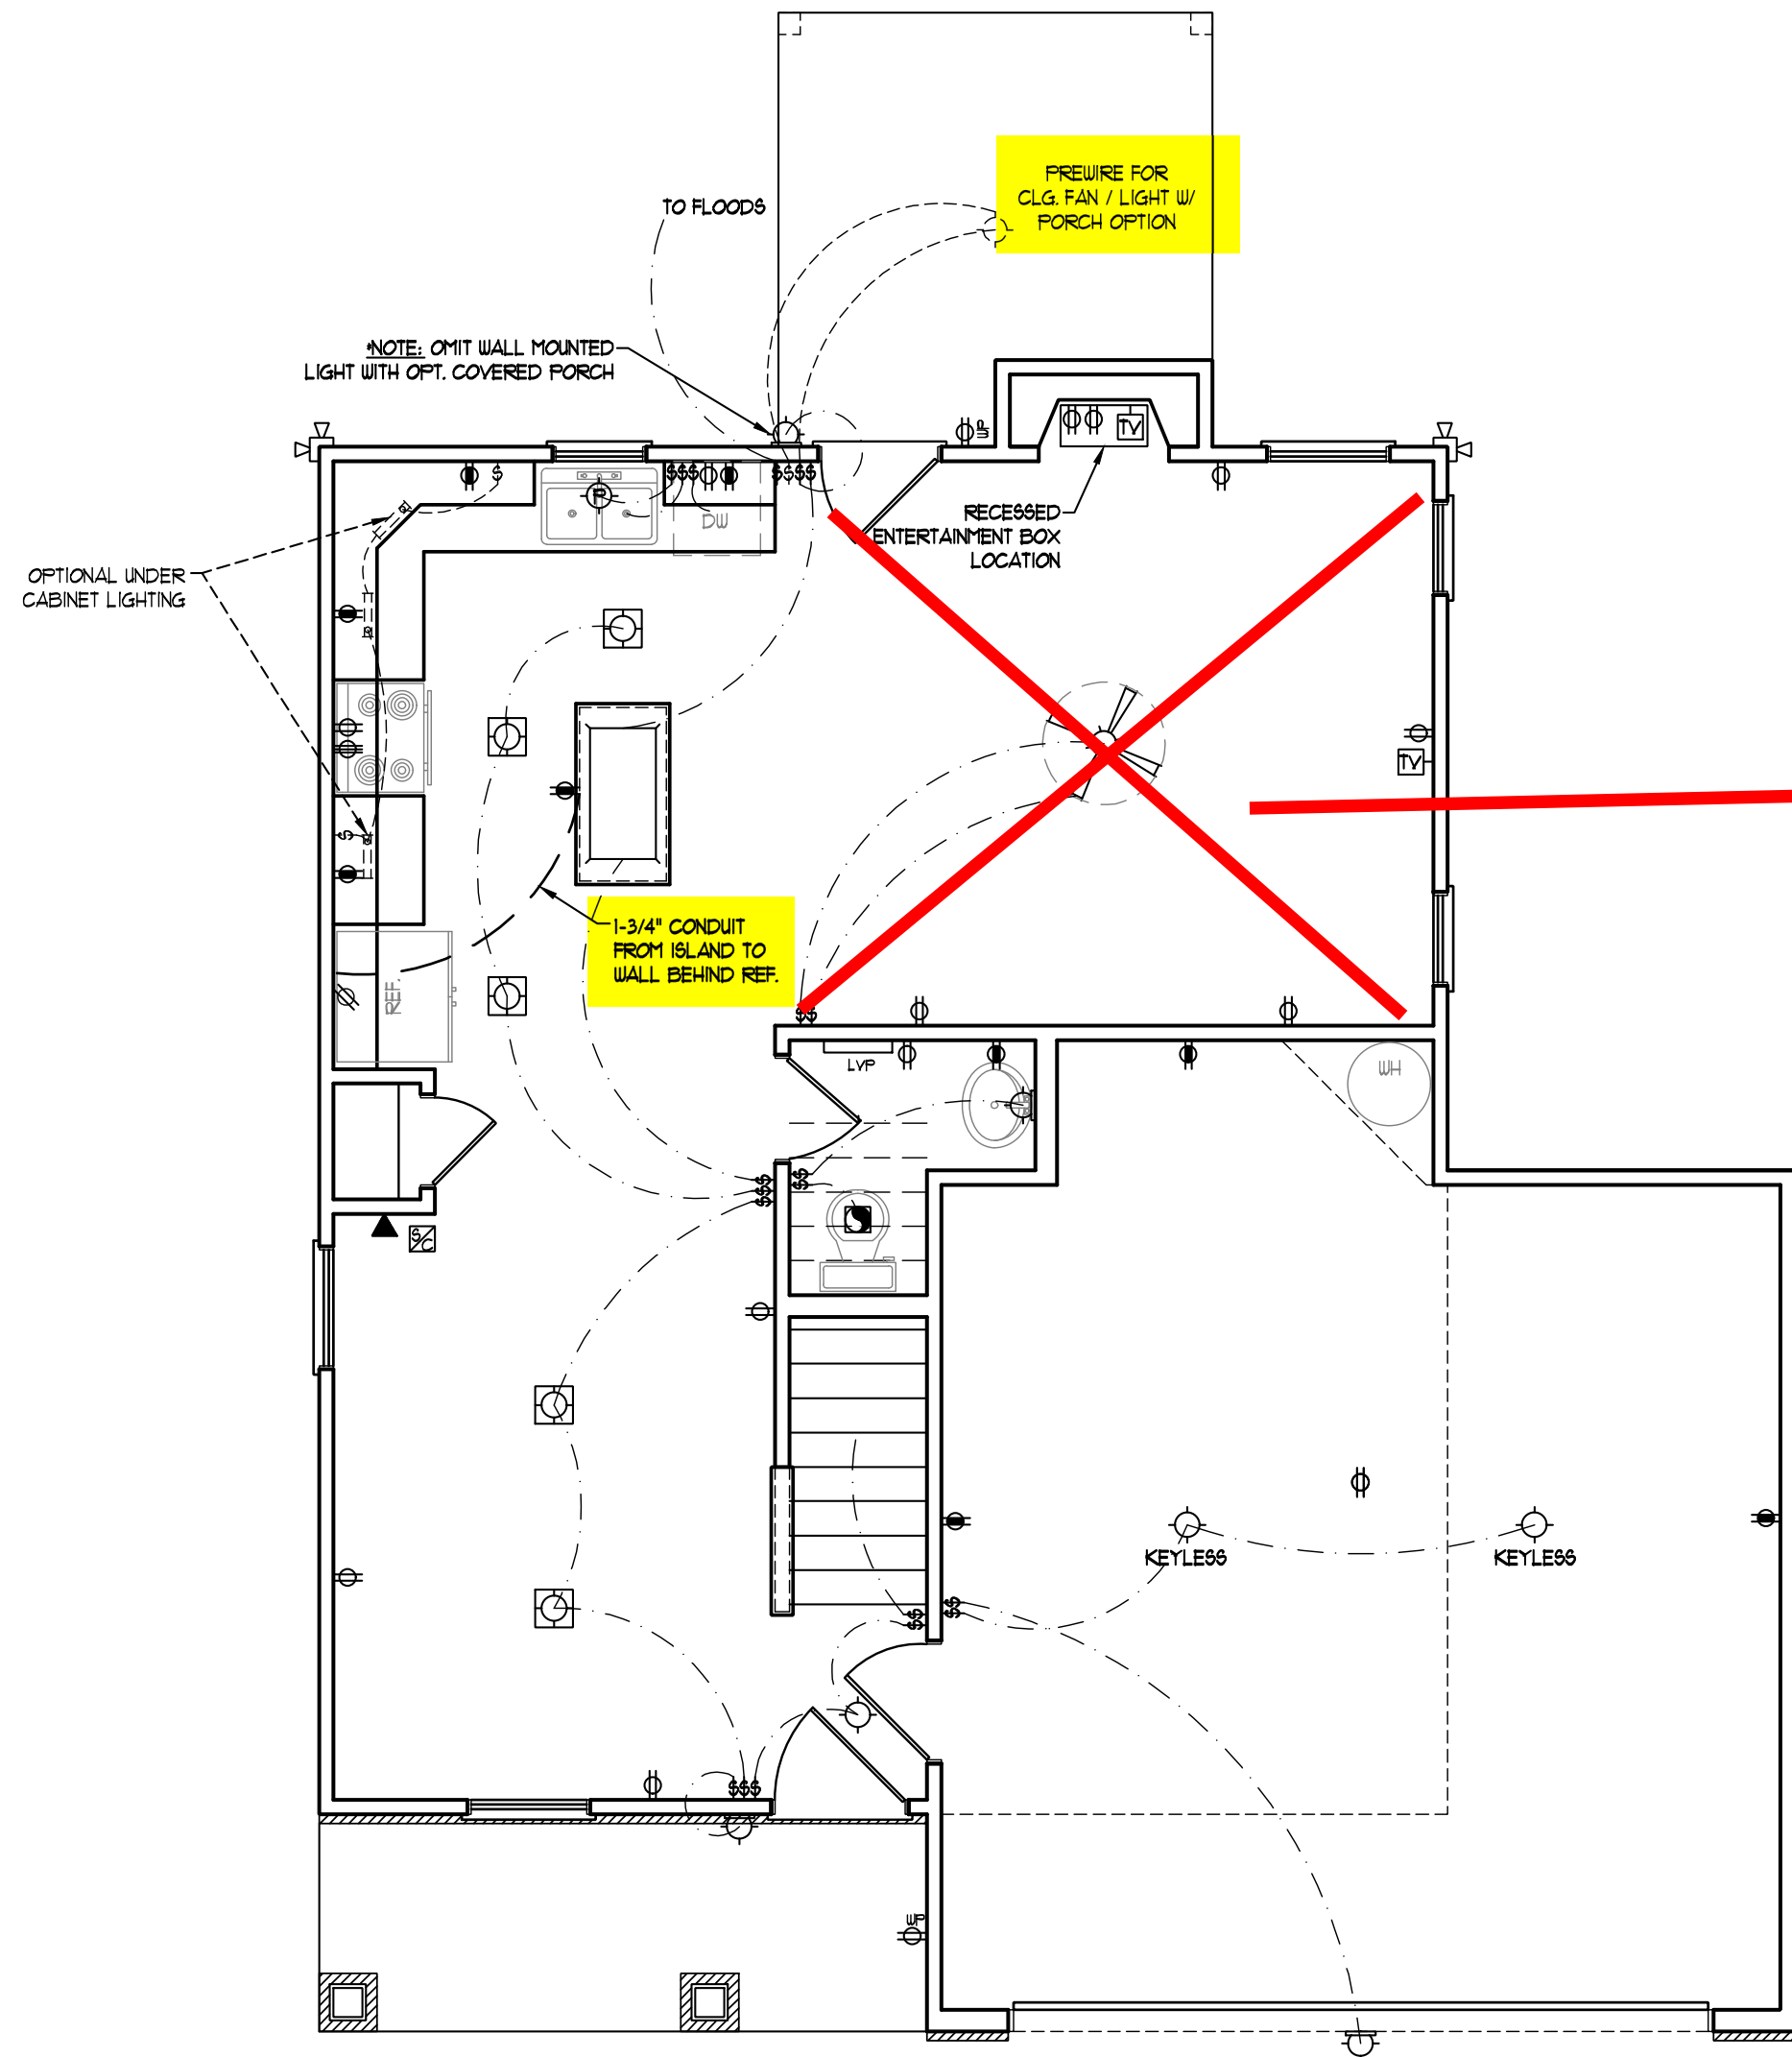 PREWIRE FOR
CLG. FAN / LIGHT W/
PORCH OPTION
TO FLOODS
*NOTE: OMIT WALL MOUNTED
LIGHT WITH OPT. COVERED PORCH
WP
TV
$
$$$
$$$$
DW
RECESSED
ENTERTAINMENT BOX
LOCATION
OPTIONAL UNDER
CABINET LIGHTING
TV
$
1-3/4" CONDUIT
FROM ISLAND TO
WALL BEHIND REF.
REF.
$$
LVP
WH
$$$
$$
S/C
KEYLESS
KEYLESS
$$
$$
$$$
WP